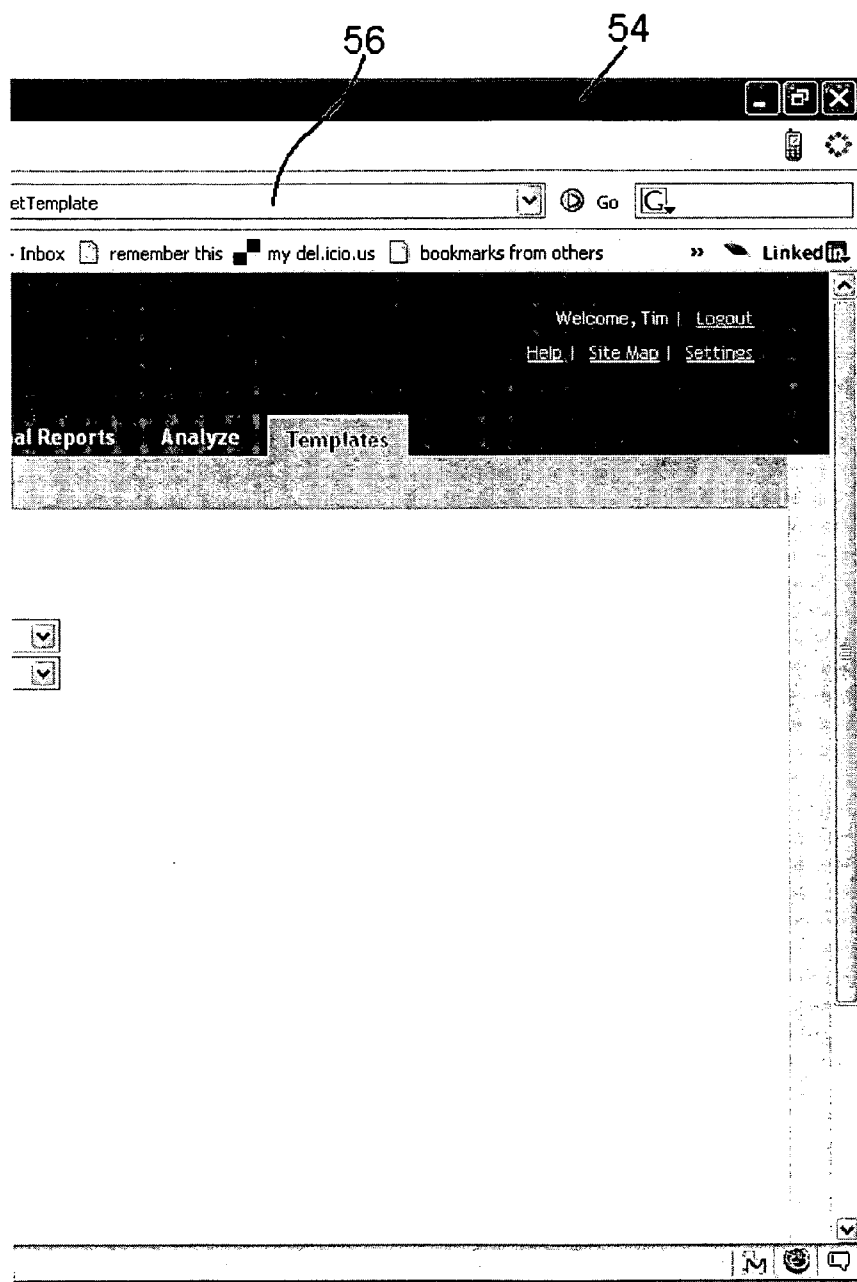 56 54
etTemplate Go G
- Inbox remember this my del.icio.us bookmarks from others » Linked in
Welcome, Tim | Logout
Help | Site Map | Settings
al Reports Analyze Templates